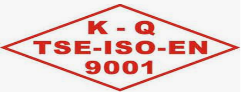 K - Q
TSE-ISO-EN
9001